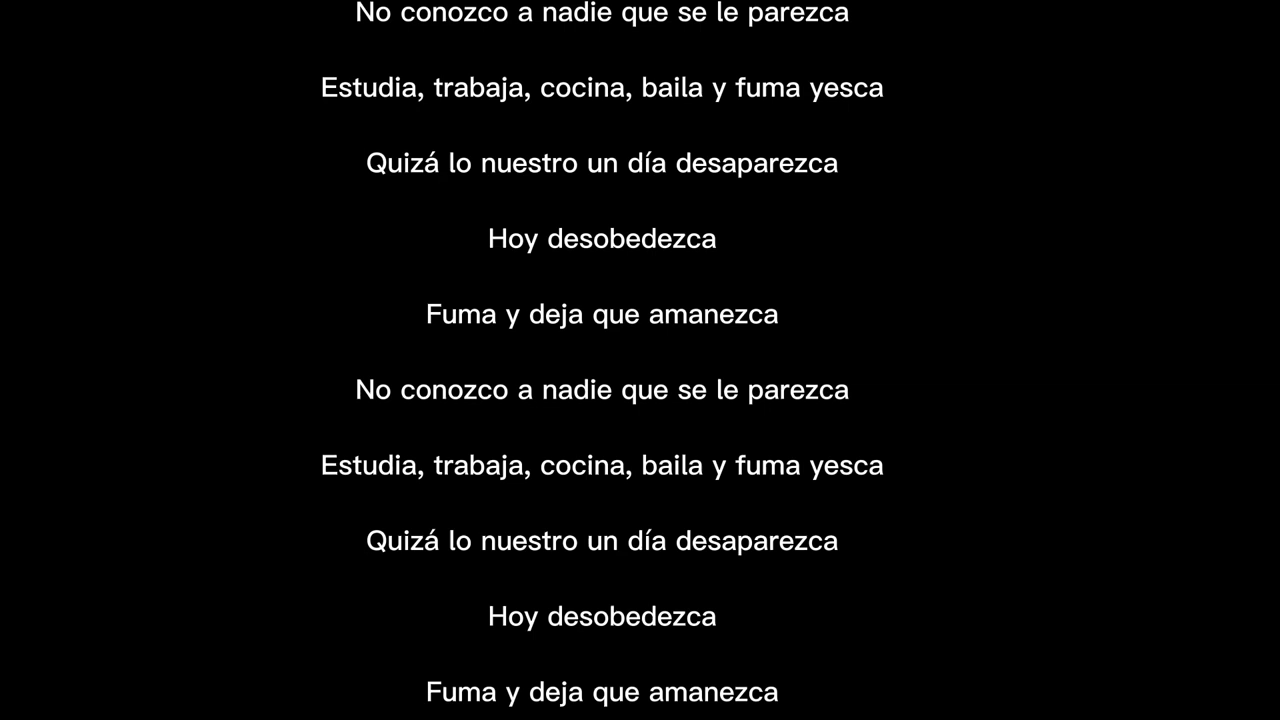 No conozco a nadie que se le parezca
Estudia, trabaja, cocina, baila y fuma yesca
Quizá lo nuestro un día desaparezca
Hoy desobedezca
Fuma y deja que amanezca
No conozco a nadie que se le parezca
Estudia, trabaja, cocina, baila y fuma yesca
Quizá lo nuestro un día desaparezca
Hoy desobedezca
Fuma y deja que amanezca